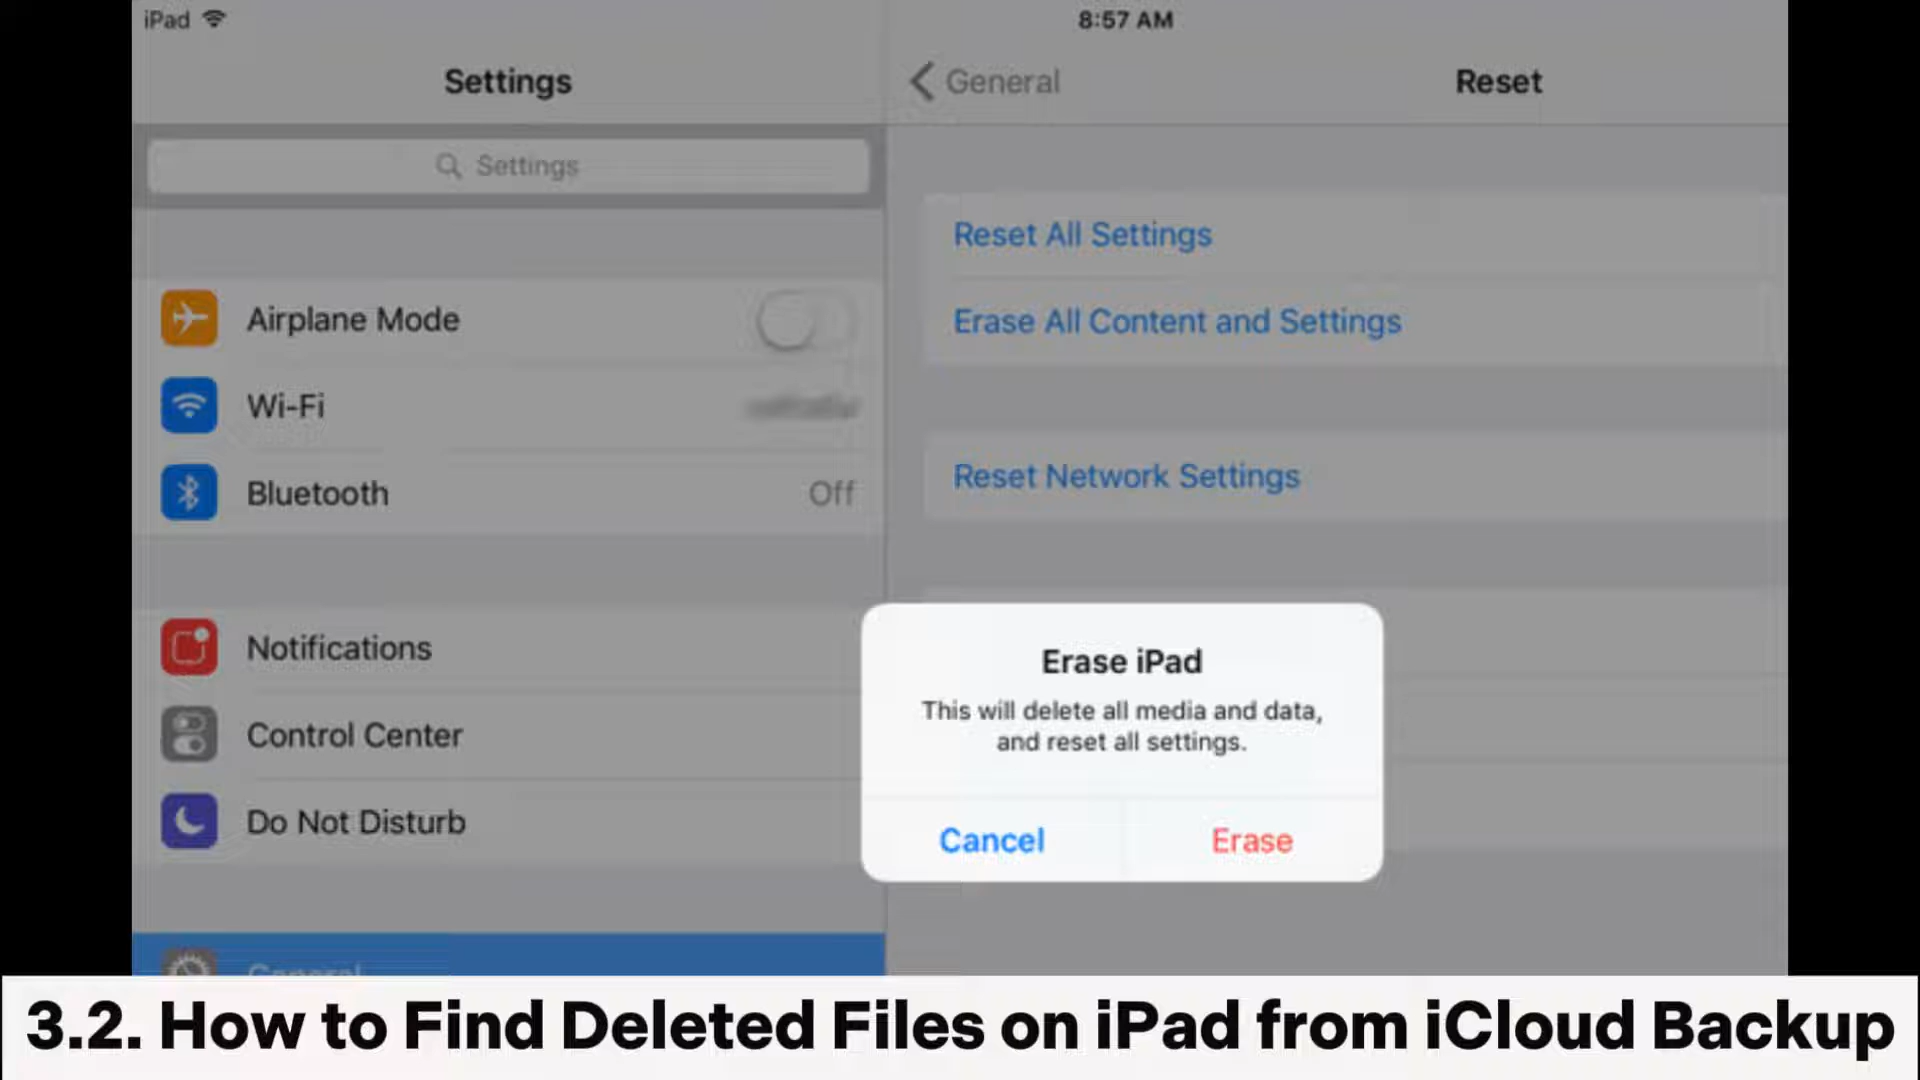 iPad
8:57 AM
Settings
General
Reset
Settings
Airplane Mode
Wi-Fi
Bluetooth
Off
Notifications
Control Center
Do Not Disturb
General
Reset All Settings
Erase All Content and Settings
Reset Network Settings
Erase iPad
This will delete all media and data,
and reset all settings.
Cancel
Erase
3.2. How to Find Deleted Files on iPad from iCloud Backup